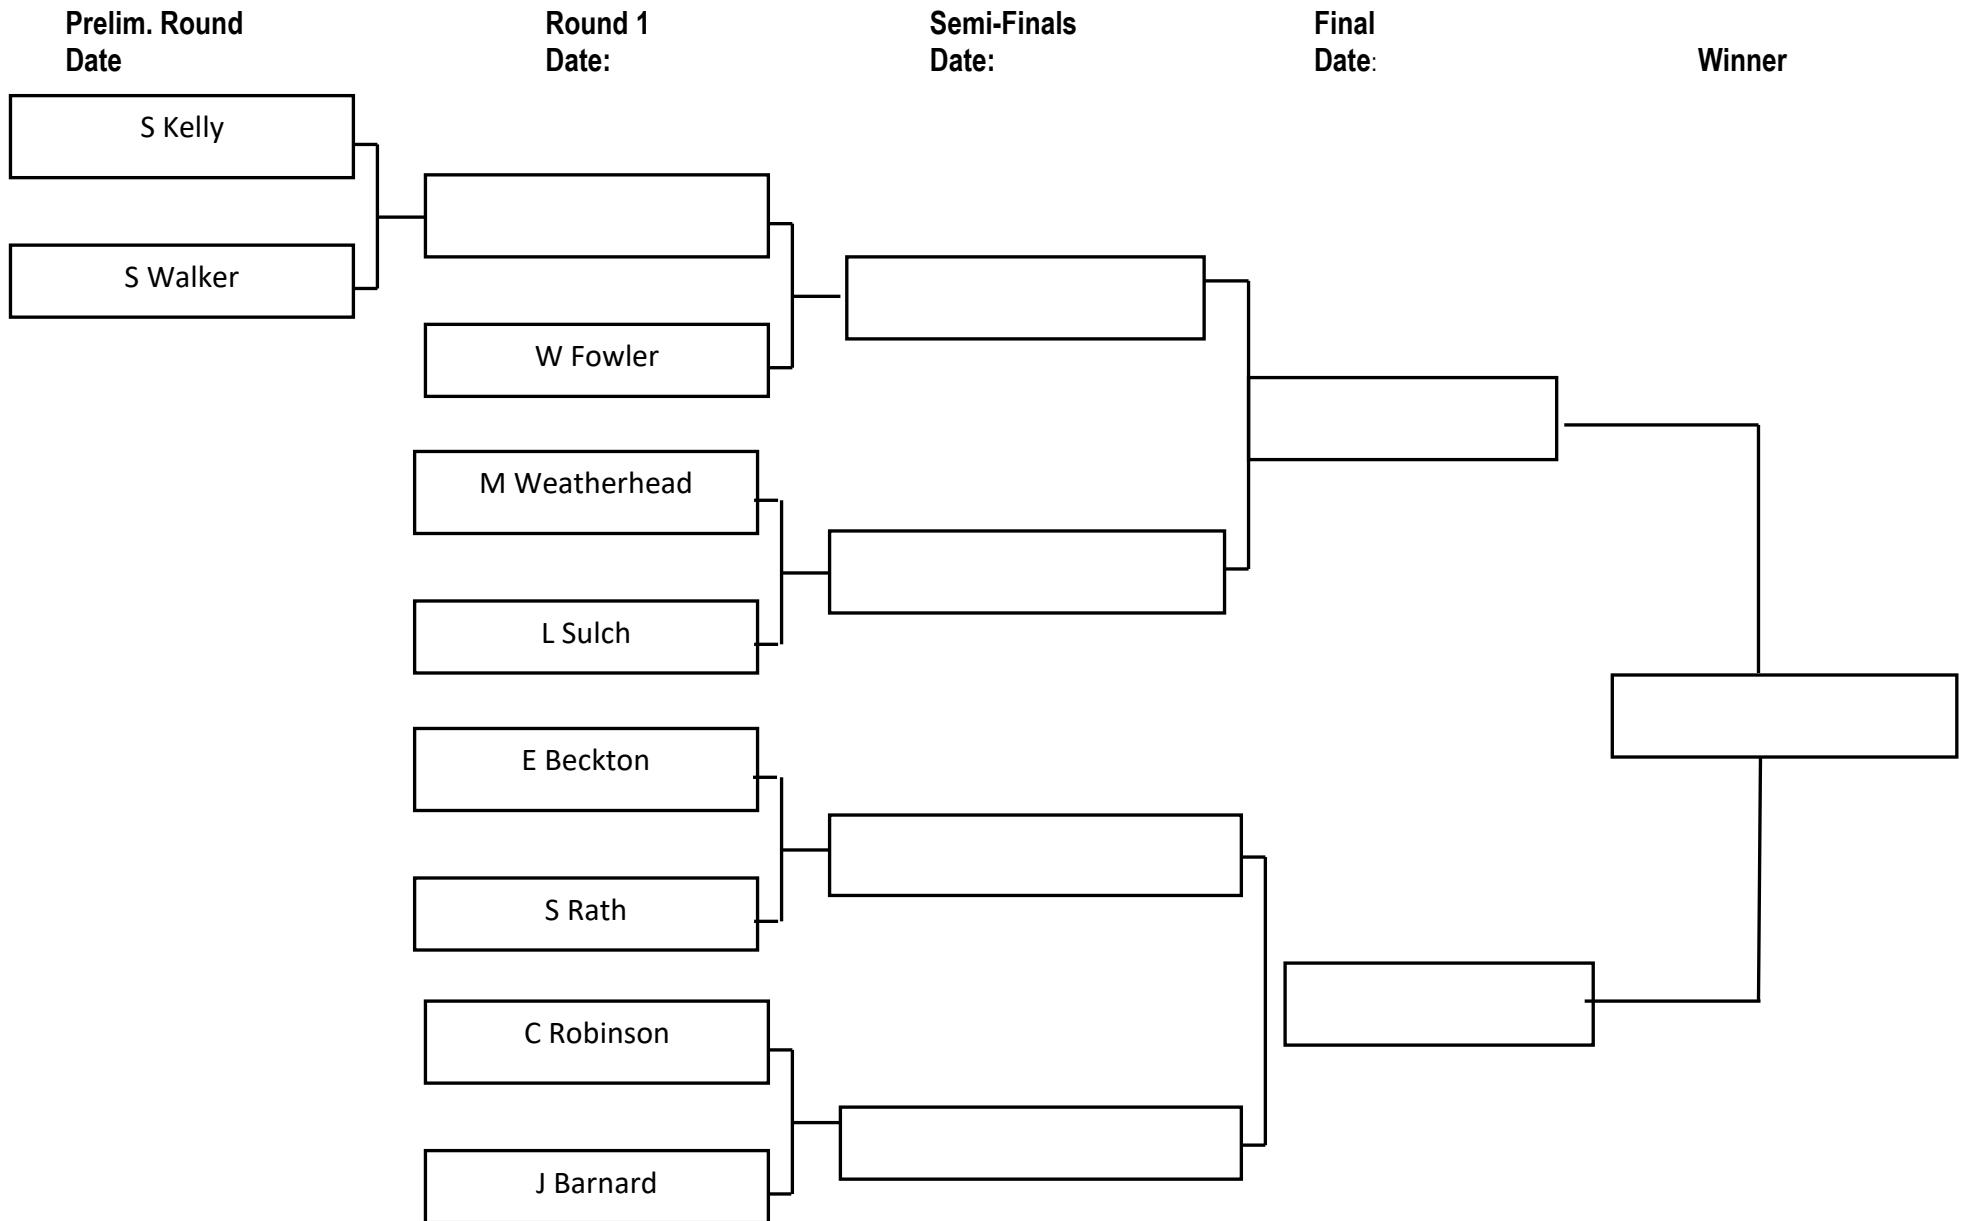 Prelim. Round
Date
Round 1
Date:
Semi-Finals
Date:
Final
Date:
Winner
S Kelly
S Walker
W Fowler
M Weatherhead
L Sulch
E Beckton
S Rath
C Robinson
J Barnard